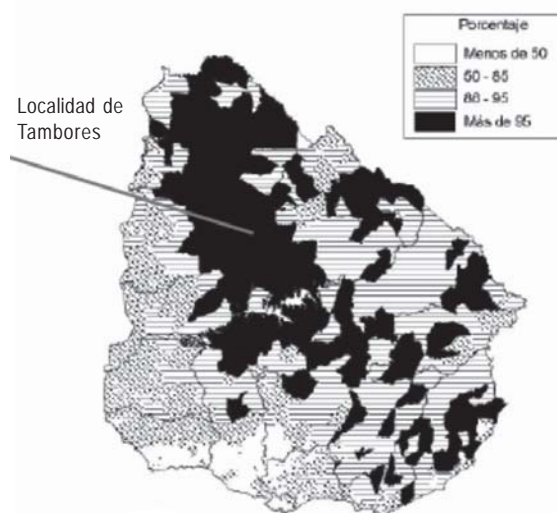 Porcentaje
Menos de 50
50 - 85
86 - 95
Más de 95
Localidad de
Tambores